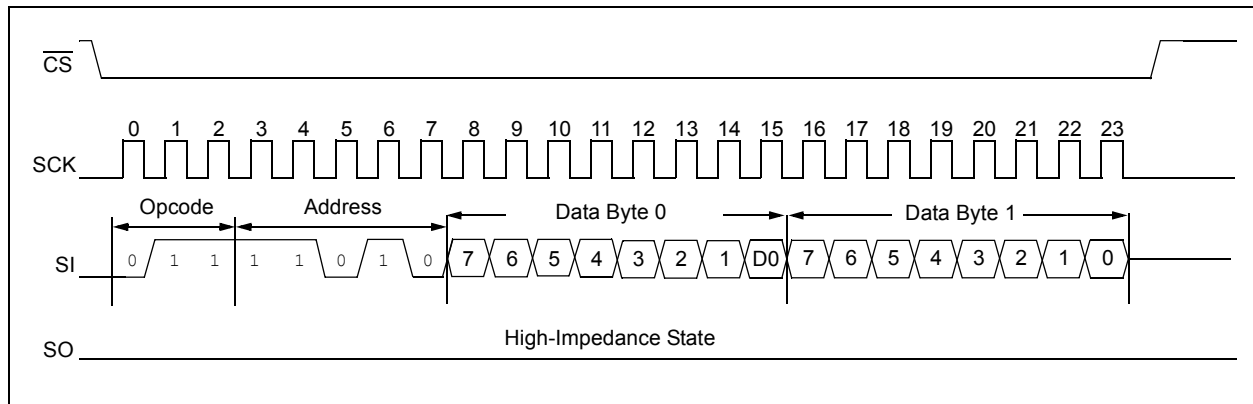 CS
0 1 2 3 4 5 6 7 8 9 10 11 12 13 14 15 16 17 18 19 20 21 22 23
SCK
Opcode Address Data Byte 0 Data Byte 1
SI 0 1 1 1 1 0 1 0 7 6 5 4 3 2 1 D0 7 6 5 4 3 2 1 0
High-Impedance State
SO